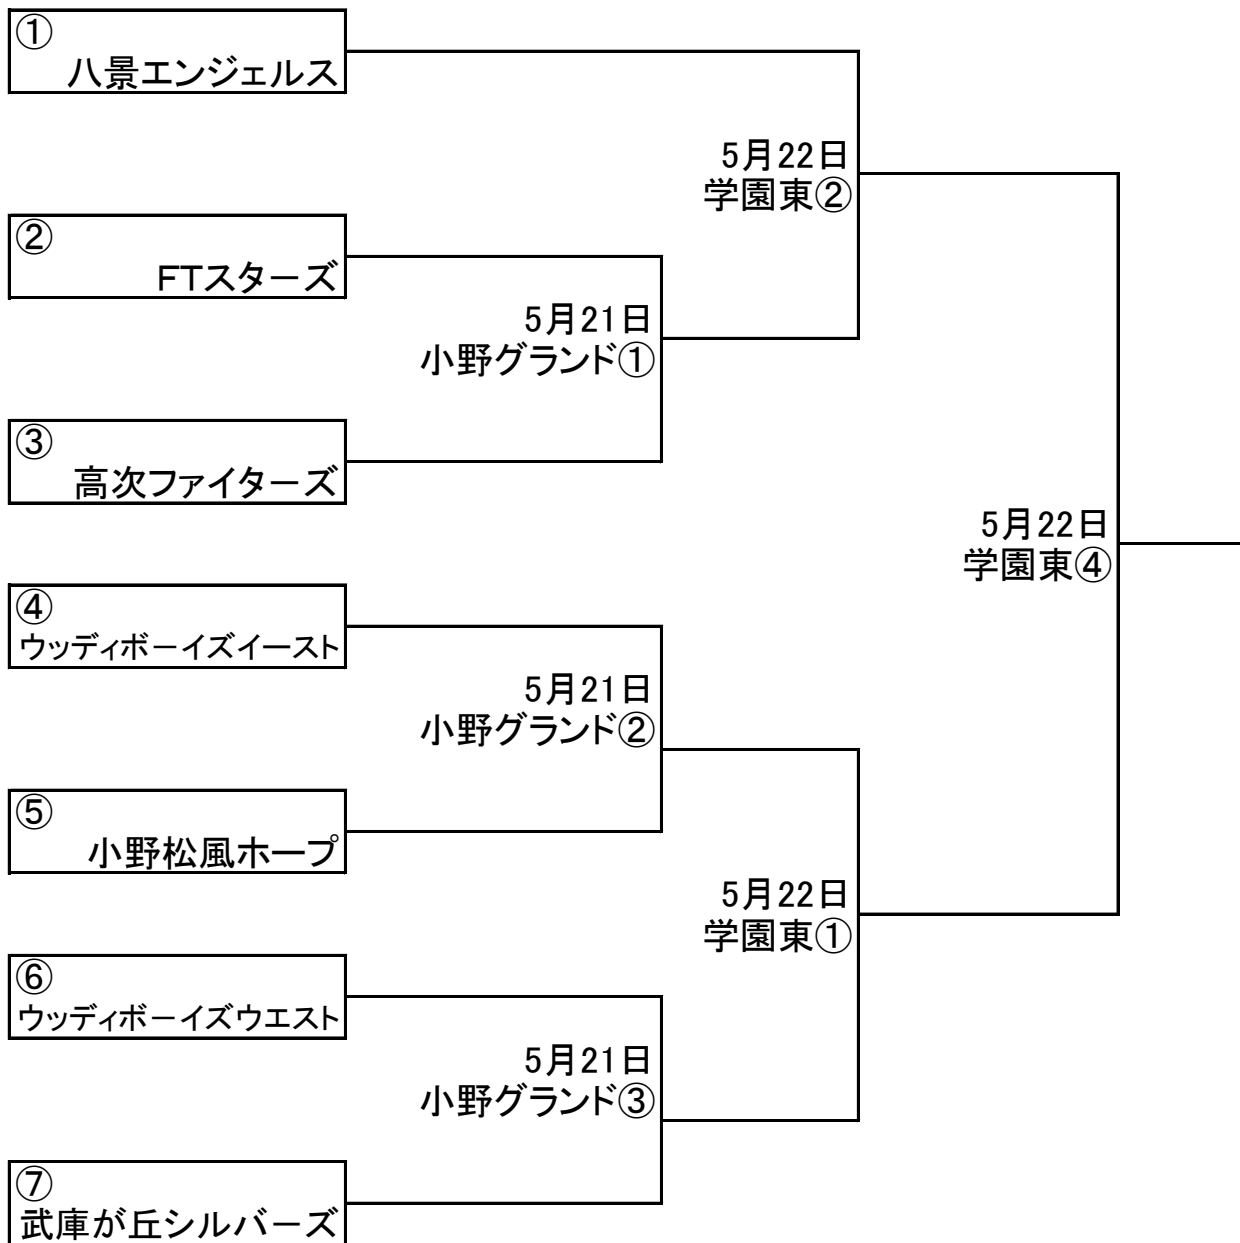 ①
八景エンジェルス
5月22日
学園東②
②
FTスターズ
5月21日
小野グランド①
③
高次ファイターズ
5月22日
学園東④
④
ウッディボーイズイースト
5月21日
小野グランド②
⑤
小野松風ホープ
5月22日
学園東①
⑥
ウッディボーイズウエスト
5月21日
小野グランド③
⑦
武庫が丘シルバーズ